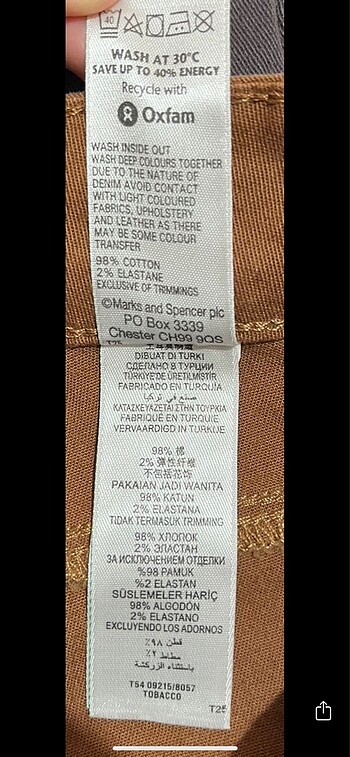 40
WASH AT 30°C
SAVE UP TO 40% ENERGY
Recycle with
Oxfam
WASH INSIDE OUT
WASH DEEP COLOURS TOGETHER
DUE TO THE NATURE OF
DENIM AVOID CONTACT
WITH LIGHT COLOURED
FABRICS, UPHOLSTERY
AND LEATHER AS THERE
MAY BE SOME COLOUR
TRANSFER
98% COTTON
2% ELASTANE
EXCLUSIVE OF TRIMMINGS
©Marks and Spencer plc
PO Box 3339
Chester CH99 9QS
T25
DIBUAT DI TURKI
СДЕЛАНО В ТУРЦИИ
TÜRKİYE'DE ÜRETİLMİŞTİR
FABRICADO EN TURQUÍA
صنع في تركيا
ΚΑΤΑΣΚΕΥΑΖΕΤΑΙ ΣΤΗΝ ΤΟΥΡΚΙΑ
FABRIQUÉ EN TURQUIE
VERVAARDIGD IN TURKIJE
98% 棉
2% 弹性纤维
不包括花饰
PAKAIAN JADI WANITA
98% KATUN
2% ELASTANA
TIDAK TERMASUK TRIMMING
98% ХЛОПОК
2% ЭЛАСТАН
ЗА ИСКЛЮЧЕНИЕМ ОТДЕЛКИ
%98 PAMUK
%2 ELASTAN
SÜSLEMELER HARİÇ
98% ALGODÓN
2% ELASTANO
EXCLUYENDO LOS ADORNOS
قطن ٩٨٪
مطاط ٢٪
باستثناء الزركشة
T54 09215/8057
TOBACCO
T25